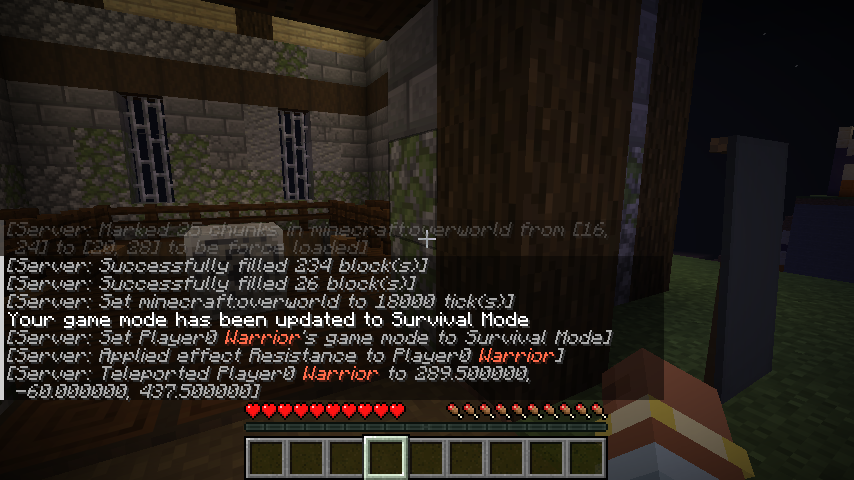 [Server: Marked 25 chunks in minecraft:overworld from [16,
24] to [20, 28] to be force loaded]
[Server: Successfully filled 234 block(s)]
[Server: Successfully filled 26 block(s)]
[Server: Set minecraft:overworld to 18000 tick(s)]
Your game mode has been updated to Survival Mode
[Server: Set Player0 Warrior's game mode to Survival Mode]
[Server: Applied effect Resistance to Player0 Warrior]
[Server: Teleported Player0 Warrior to 289.500000,
-60.000000, 437.500000]